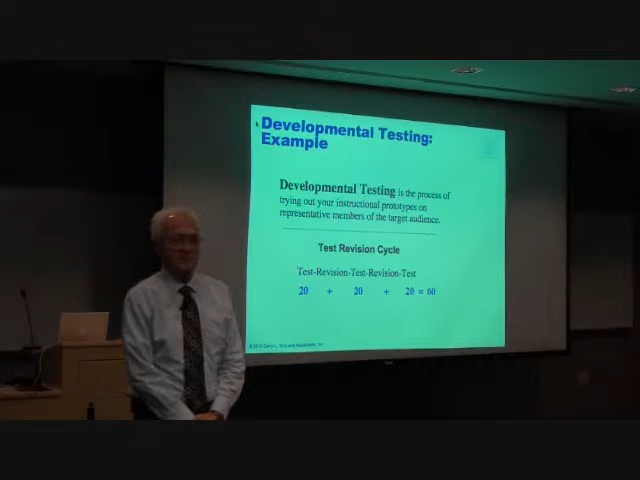 Developmental Testing:
Example
Developmental Testing is the process of
trying out your instructional prototypes on
representative members of the target audience.
Test Revision Cycle
Test-Revision-Test-Revision-Test
20 + 20 + 20 = 60